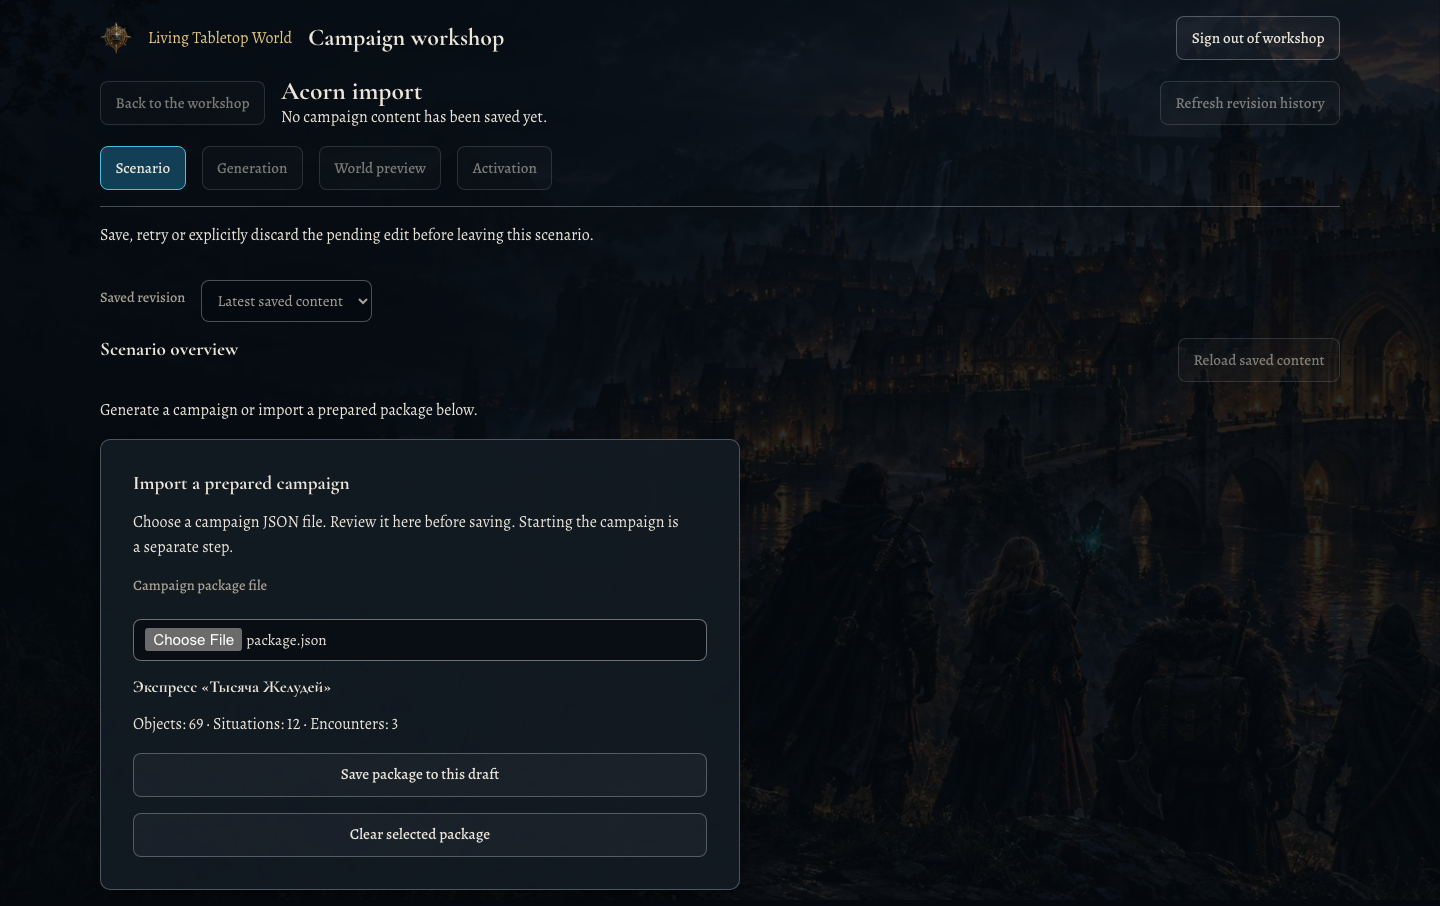 Living Tabletop World
Campaign workshop
Sign out of workshop
Back to the workshop
Acorn import
No campaign content has been saved yet.
Refresh revision history
Scenario
Generation
World preview
Activation
Save, retry or explicitly discard the pending edit before leaving this scenario.
Saved revision
Latest saved content
Scenario overview
Reload saved content
Generate a campaign or import a prepared package below.
Import a prepared campaign
Choose a campaign JSON file. Review it here before saving. Starting the campaign is
a separate step.
Campaign package file
Choose File package.json
Экспресс «Тысяча Желудей»
Objects: 69 · Situations: 12 · Encounters: 3
Save package to this draft
Clear selected package